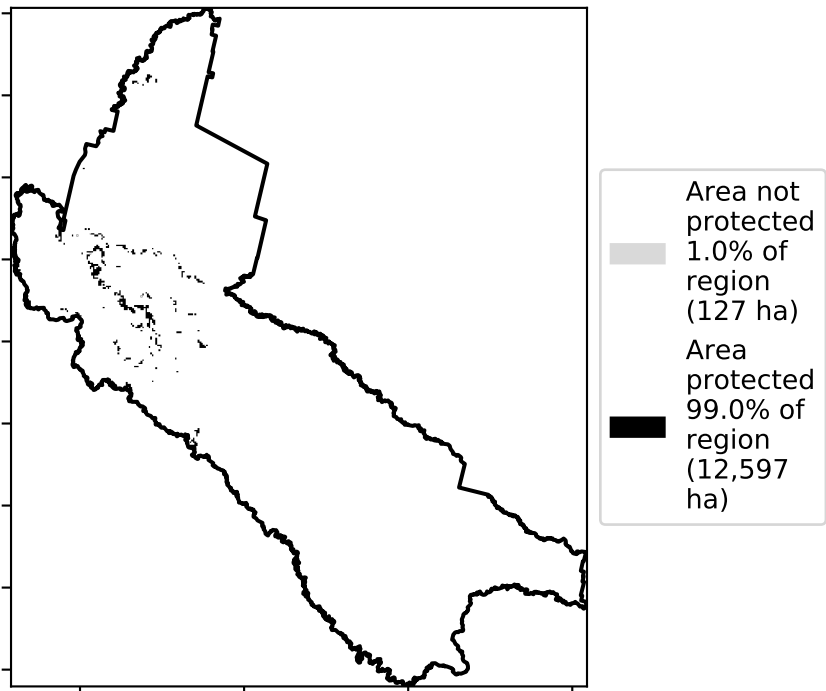 Area not
protected
1.0% of
region
(127 ha)
Area
protected
99.0% of
region
(12,597
ha)